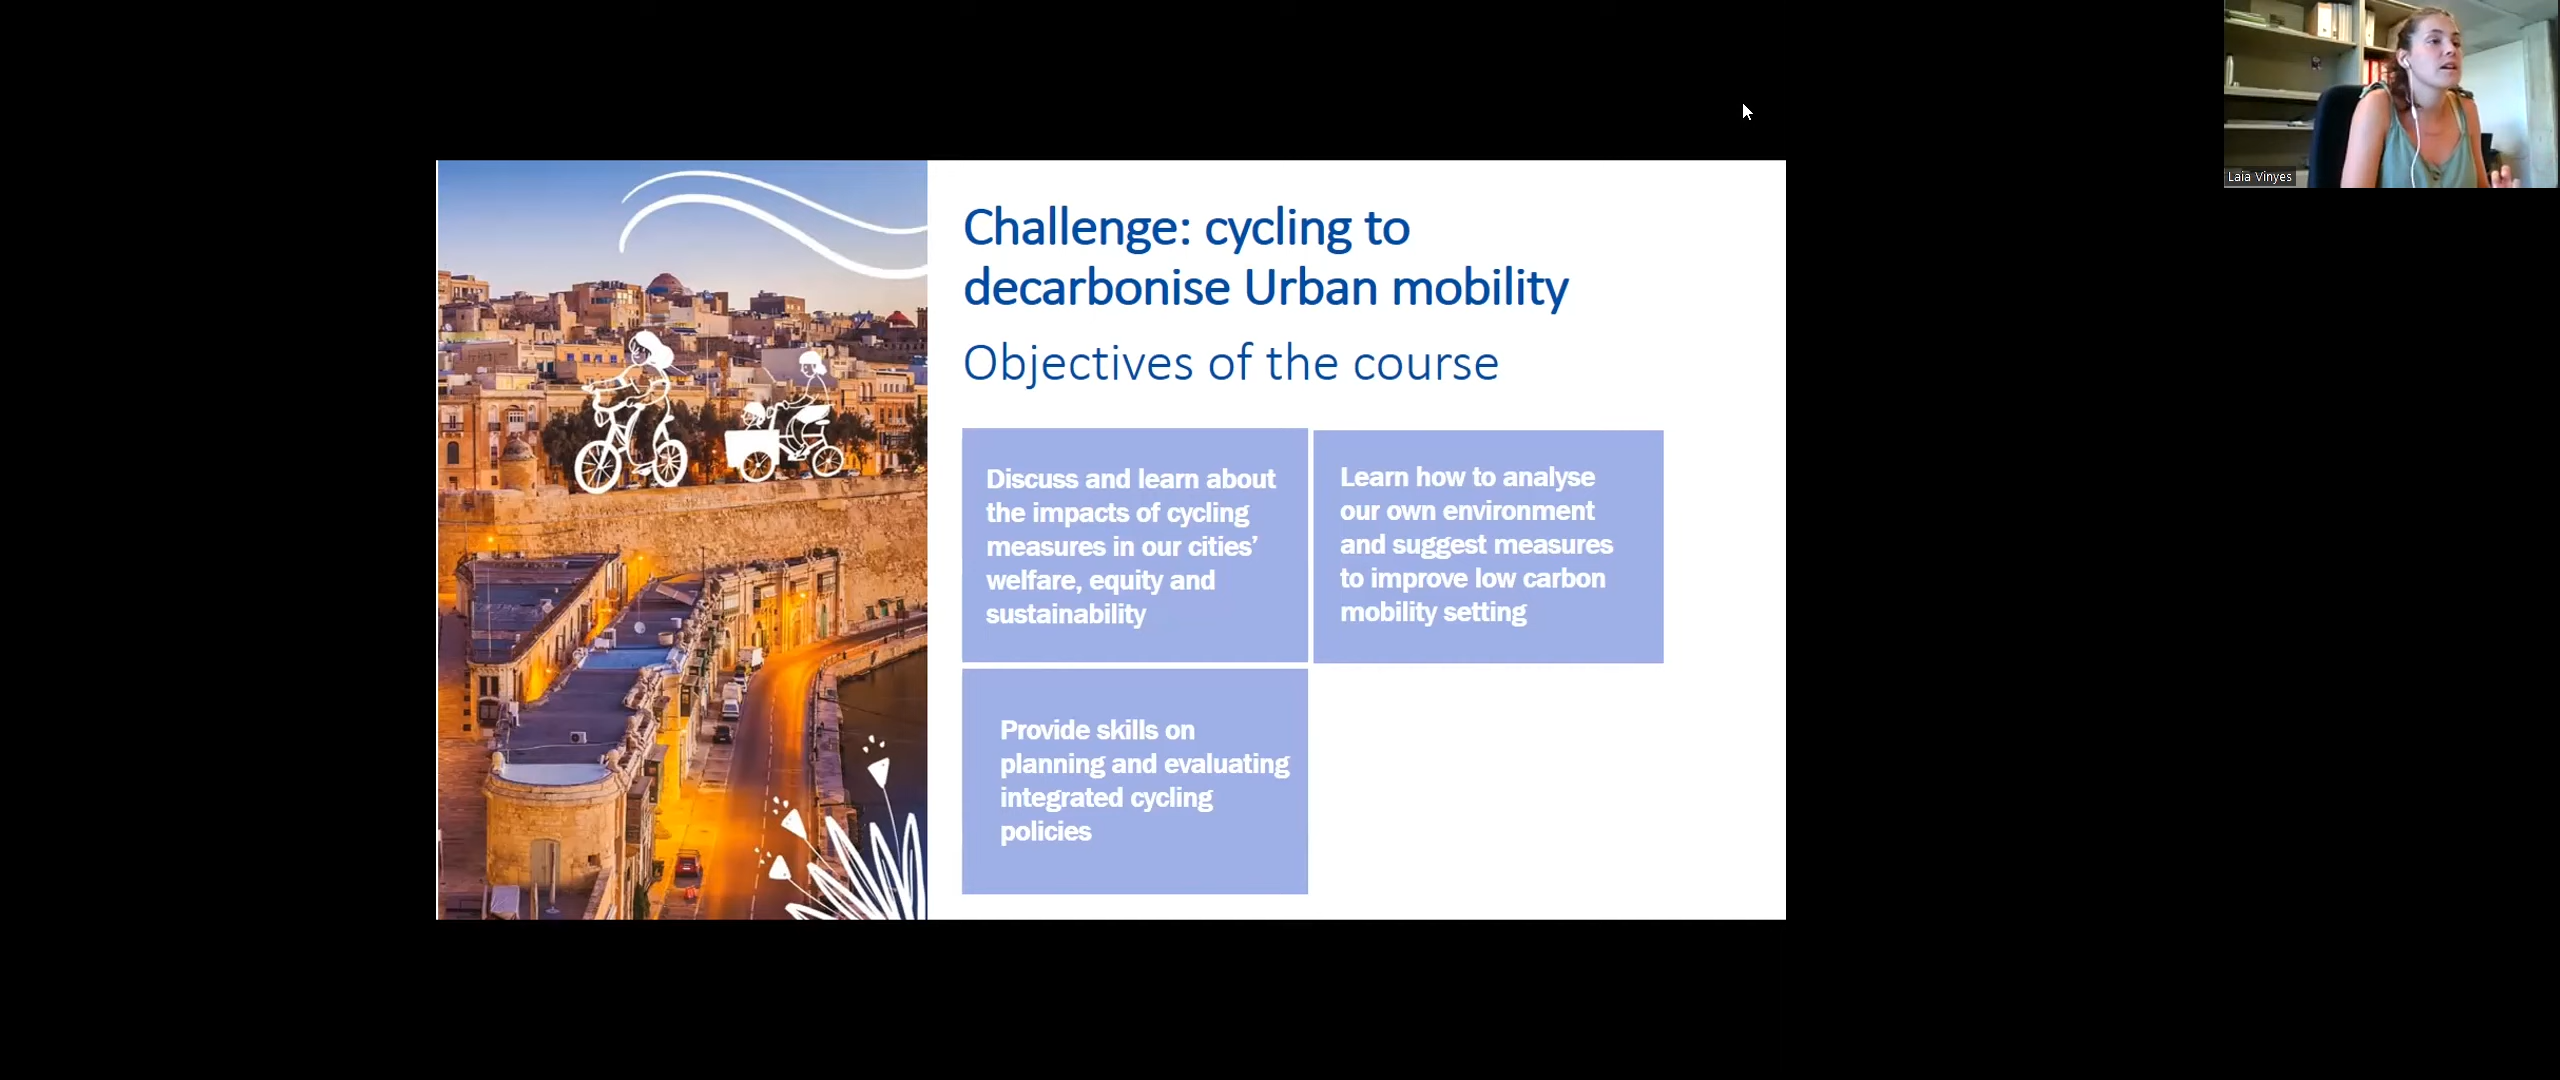 Challenge: cycling to
decarbonise Urban mobility
Objectives of the course
Discuss and learn about
the impacts of cycling
measures in our cities’
welfare, equity and
sustainability
Learn how to analyse
our own environment
and suggest measures
to improve low carbon
mobility setting
Provide skills on
planning and evaluating
integrated cycling
policies
Laia Vinyes